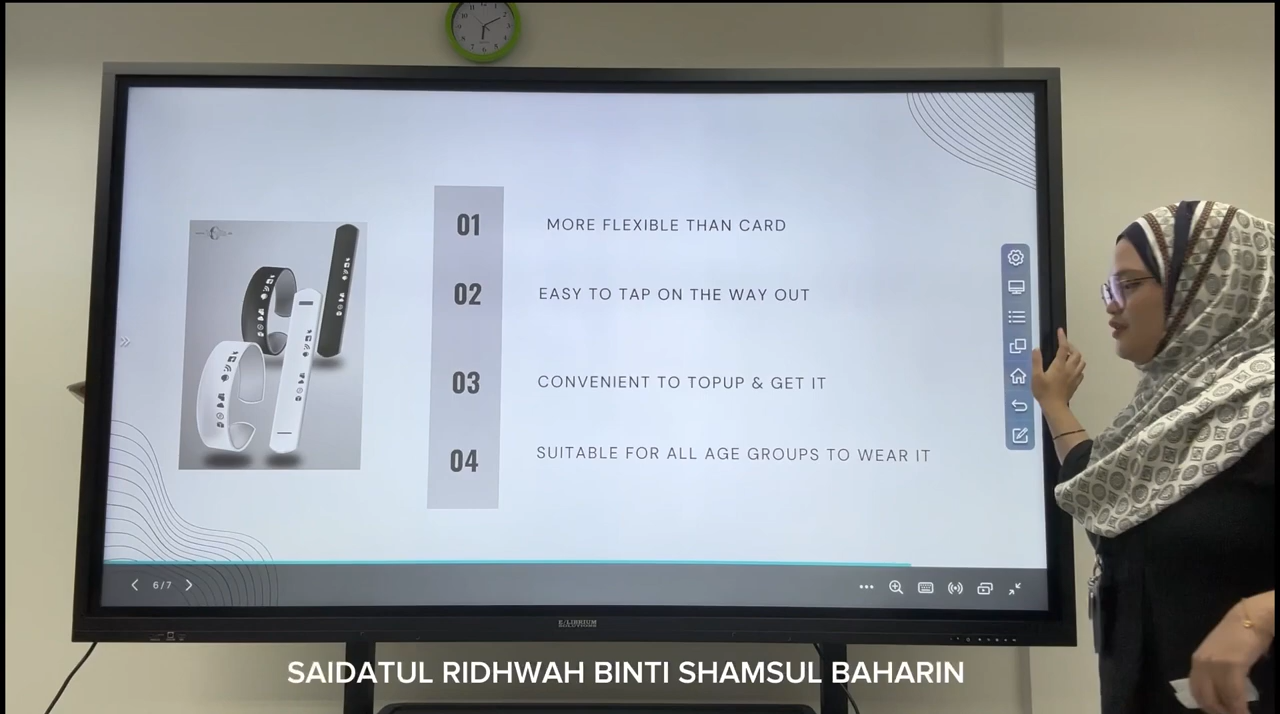 01 MORE FLEXIBLE THAN CARD
02 EASY TO TAP ON THE WAY OUT
03 CONVENIENT TO TOPUP & GET IT
04 SUITABLE FOR ALL AGE GROUPS TO WEAR IT
6/7
SAIDATUL RIDHWAH BINTI SHAMSUL BAHARIN